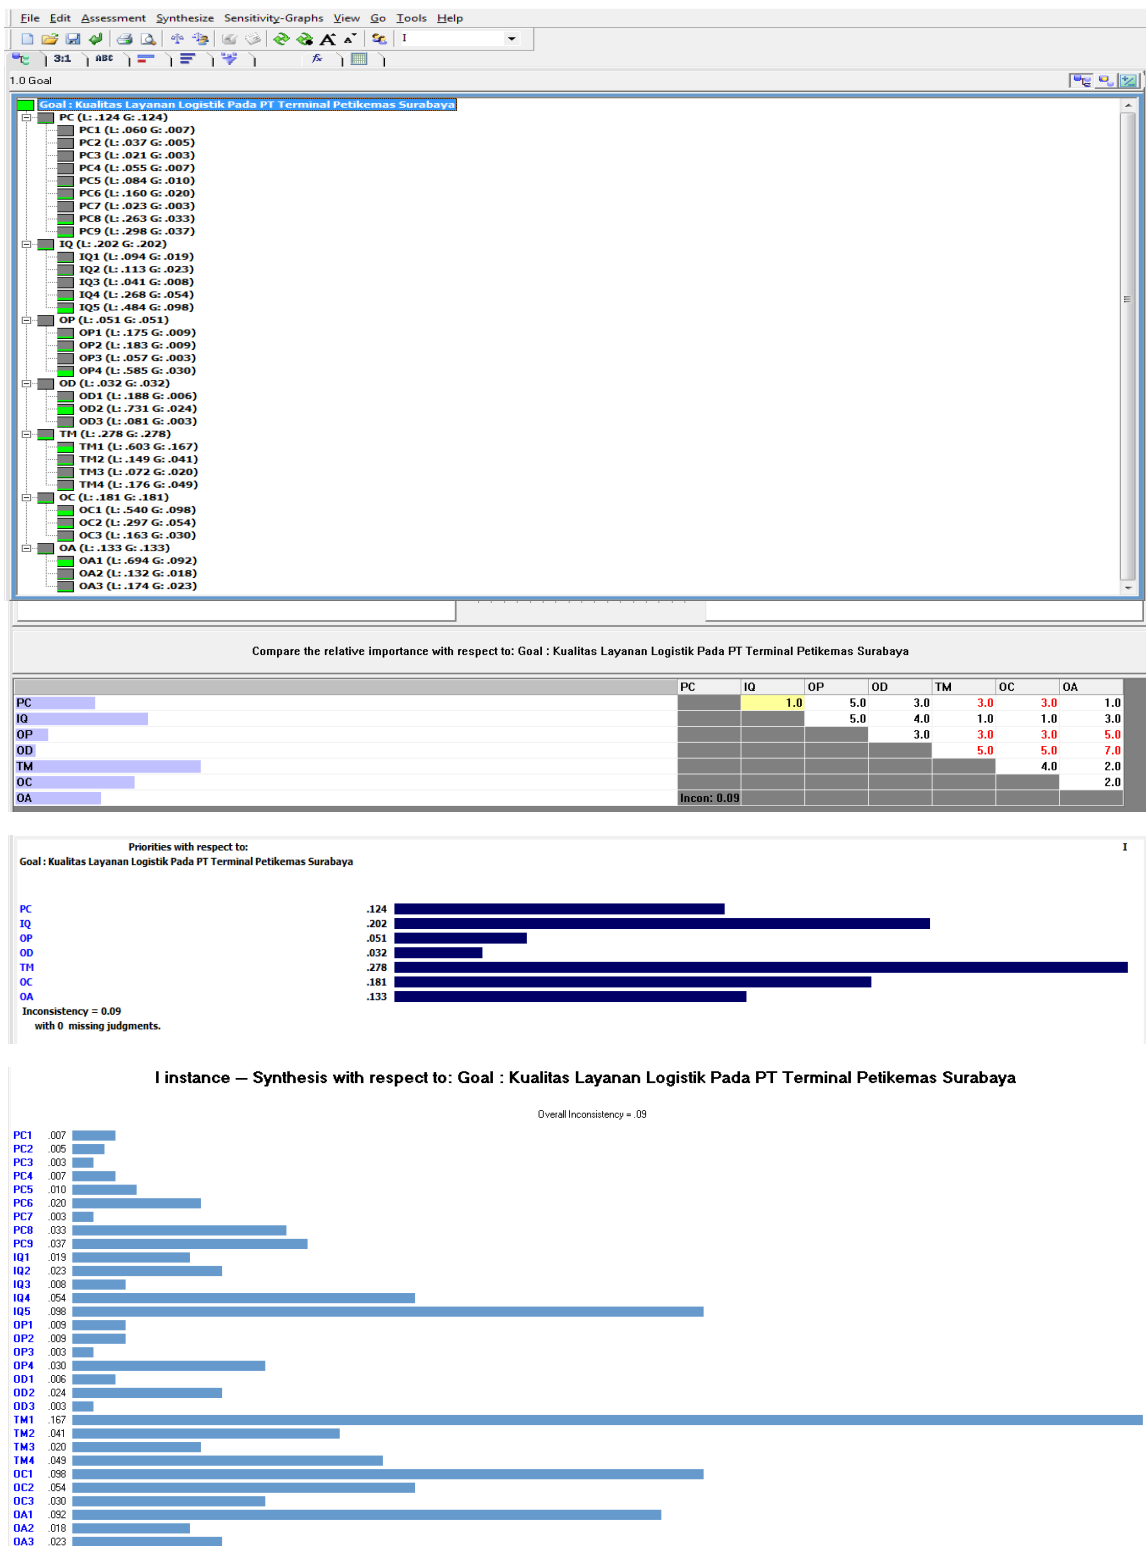 File Edit Assessment Synthesize Sensitivity-Graphs View Go Tools Help
I
3:1 ABC fx
1.0 Goal
Goal : Kualitas Layanan Logistik Pada PT Terminal Petikemas Surabaya
PC (L: .124 G: .124)
PC1 (L: .060 G: .007)
PC2 (L: .037 G: .005)
PC3 (L: .021 G: .003)
PC4 (L: .055 G: .007)
PC5 (L: .084 G: .010)
PC6 (L: .160 G: .020)
PC7 (L: .023 G: .003)
PC8 (L: .263 G: .033)
PC9 (L: .298 G: .037)
IQ (L: .202 G: .202)
IQ1 (L: .094 G: .019)
IQ2 (L: .113 G: .023)
IQ3 (L: .041 G: .008)
IQ4 (L: .268 G: .054)
IQ5 (L: .484 G: .098)
OP (L: .051 G: .051)
OP1 (L: .175 G: .009)
OP2 (L: .183 G: .009)
OP3 (L: .057 G: .003)
OP4 (L: .585 G: .030)
OD (L: .032 G: .032)
OD1 (L: .188 G: .006)
OD2 (L: .731 G: .024)
OD3 (L: .081 G: .003)
TM (L: .278 G: .278)
TM1 (L: .603 G: .167)
TM2 (L: .149 G: .041)
TM3 (L: .072 G: .020)
TM4 (L: .176 G: .049)
OC (L: .181 G: .181)
OC1 (L: .540 G: .098)
OC2 (L: .297 G: .054)
OC3 (L: .163 G: .030)
OA (L: .133 G: .133)
OA1 (L: .694 G: .092)
OA2 (L: .132 G: .018)
OA3 (L: .174 G: .023)
Compare the relative importance with respect to: Goal : Kualitas Layanan Logistik Pada PT Terminal Petikemas Surabaya
PC IQ OP OD TM OC OA
PC 1.0 5.0 3.0 3.0 3.0 1.0
IQ 5.0 4.0 1.0 1.0 3.0
OP 3.0 3.0 3.0 5.0
OD 5.0 5.0 7.0
TM 4.0 2.0
OC 2.0
OA Incon: 0.09
Priorities with respect to: I
Goal : Kualitas Layanan Logistik Pada PT Terminal Petikemas Surabaya
PC .124
IQ .202
OP .051
OD .032
TM .278
OC .181
OA .133
Inconsistency = 0.09
with 0 missing judgments.
I instance — Synthesis with respect to: Goal : Kualitas Layanan Logistik Pada PT Terminal Petikemas Surabaya
Overall Inconsistency = .09
PC1 .007
PC2 .005
PC3 .003
PC4 .007
PC5 .010
PC6 .020
PC7 .003
PC8 .033
PC9 .037
IQ1 .019
IQ2 .023
IQ3 .008
IQ4 .054
IQ5 .098
OP1 .009
OP2 .009
OP3 .003
OP4 .030
OD1 .006
OD2 .024
OD3 .003
TM1 .167
TM2 .041
TM3 .020
TM4 .049
OC1 .098
OC2 .054
OC3 .030
OA1 .092
OA2 .018
OA3 .023